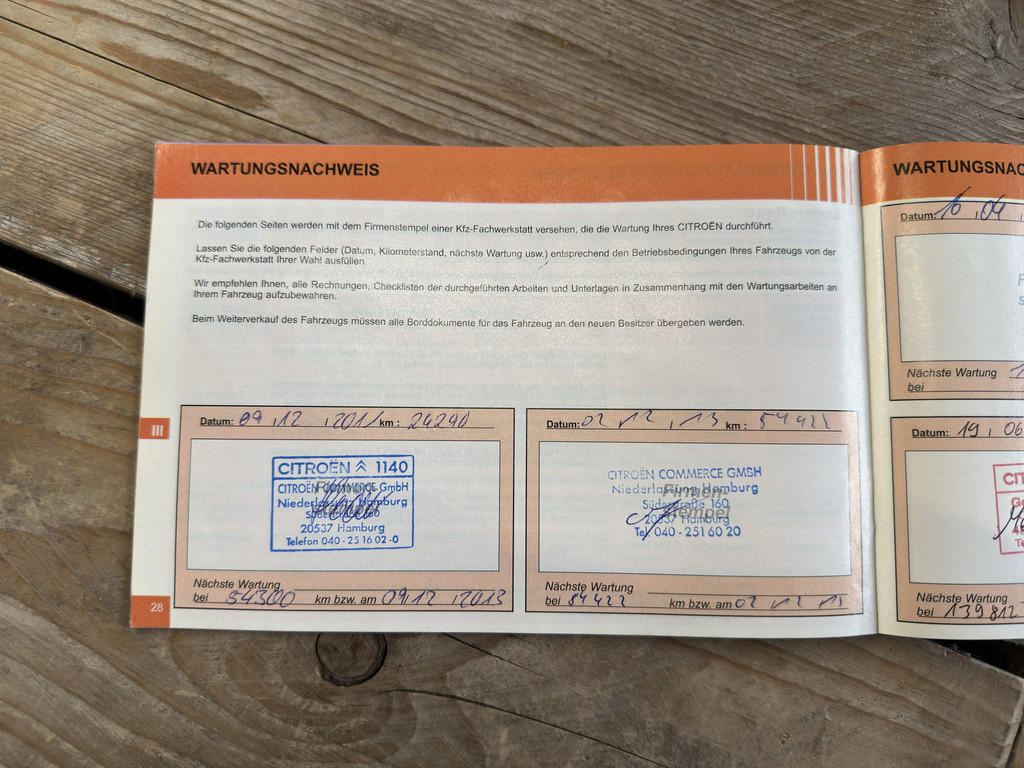 WARTUNGSNACHWEIS
Die folgenden Seiten werden mit dem Firmenstempel einer Kfz-Fachwerkstatt versehen, die die Wartung Ihres CITROËN durchführt.
Lassen Sie die folgenden Felder (Datum, Kilometerstand, nächste Wartung usw.) entsprechend den Betriebsbedingungen Ihres Fahrzeugs von der
Kfz-Fachwerkstatt Ihrer Wahl ausfüllen.
Wir empfehlen Ihnen, alle Rechnungen, Checklisten der durchgeführten Arbeiten und Unterlagen in Zusammenhang mit den Wartungsarbeiten an
Ihrem Fahrzeug aufzubewahren.
Beim Weiterverkauf des Fahrzeugs müssen alle Borddokumente für das Fahrzeug an den neuen Besitzer übergeben werden.
III
Datum: 09.12.2011 km: 24290
CITROËN 1140
CITROËN COMMERCE GmbH
Niederlassung Hamburg
Süderstraße 160
20537 Hamburg
Telefon 040 - 25 16 02 -0
Nächste Wartung
bei 54300 km bzw. am 09.12.2013
Datum: 02.12.13 km: 54422
CITROËN COMMERCE GMBH
Niederlassung Hamburg
Firmen-
Süderstraße 160
stempel
20537 Hamburg
Tel. 040 - 251 60 20
Nächste Wartung
bei 84422 km bzw. am 02.12.15
28
WARTUNGSNAC
Datum: 16.04
Nächste Wartung
bei
Datum: 19.06
CIT
Nächste Wartung
bei 139812